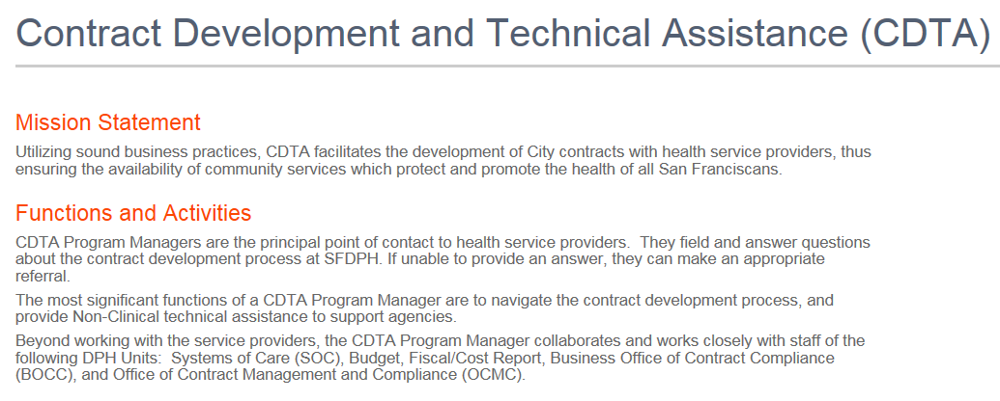 Contract Development and Technical Assistance (CDTA)
Mission Statement
Utilizing sound business practices, CDTA facilitates the development of City contracts with health service providers, thus
ensuring the availability of community services which protect and promote the health of all San Franciscans.
Functions and Activities
CDTA Program Managers are the principal point of contact to health service providers.  They field and answer questions
about the contract development process at SFDPH. If unable to provide an answer, they can make an appropriate
referral.
The most significant functions of a CDTA Program Manager are to navigate the contract development process, and
provide Non-Clinical technical assistance to support agencies.
Beyond working with the service providers, the CDTA Program Manager collaborates and works closely with staff of the
following DPH Units:  Systems of Care (SOC), Budget, Fiscal/Cost Report, Business Office of Contract Compliance
(BOCC), and Office of Contract Management and Compliance (OCMC).